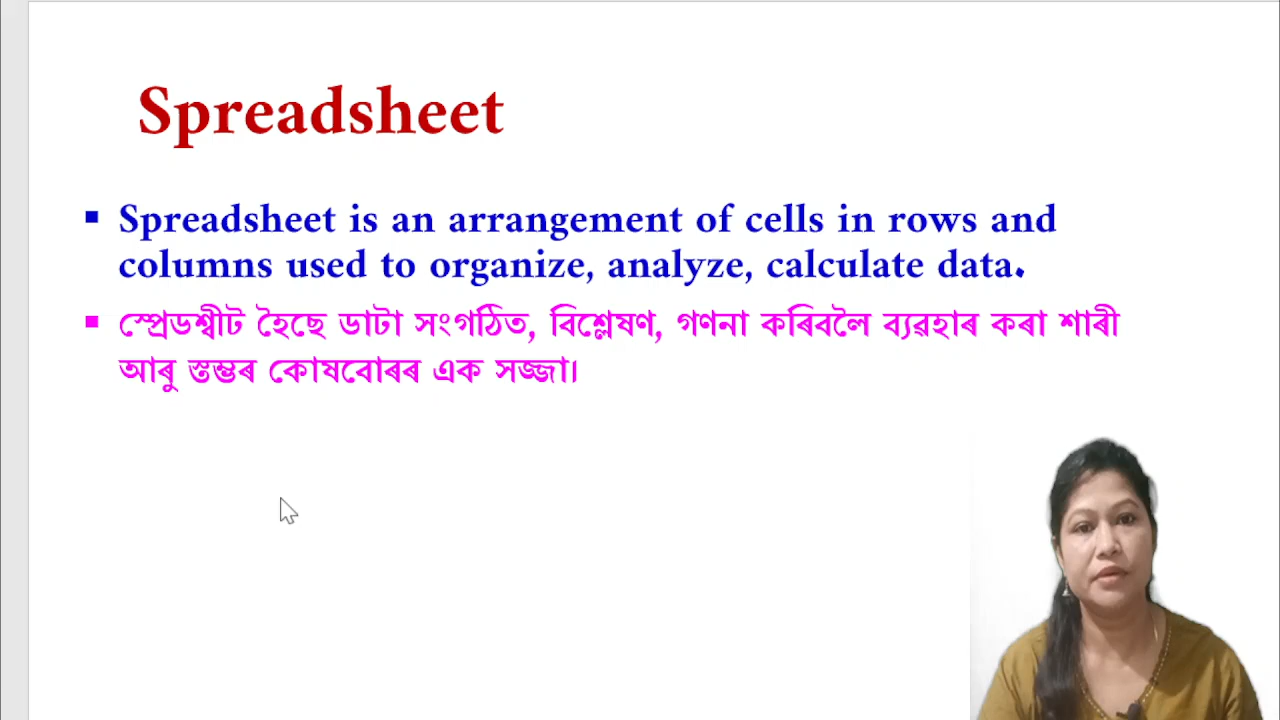 Spreadsheet
▪ Spreadsheet is an arrangement of cells in rows and
columns used to organize, analyze, calculate data.
▪ স্প্ৰেডশ্বীট হৈছে ডাটা সংগঠিত, বিশ্লেষণ, গণনা কৰিবলৈ ব্যৱহাৰ কৰা শাৰী
আৰু স্তম্ভৰ কোষবোৰৰ এক সজ্জা।